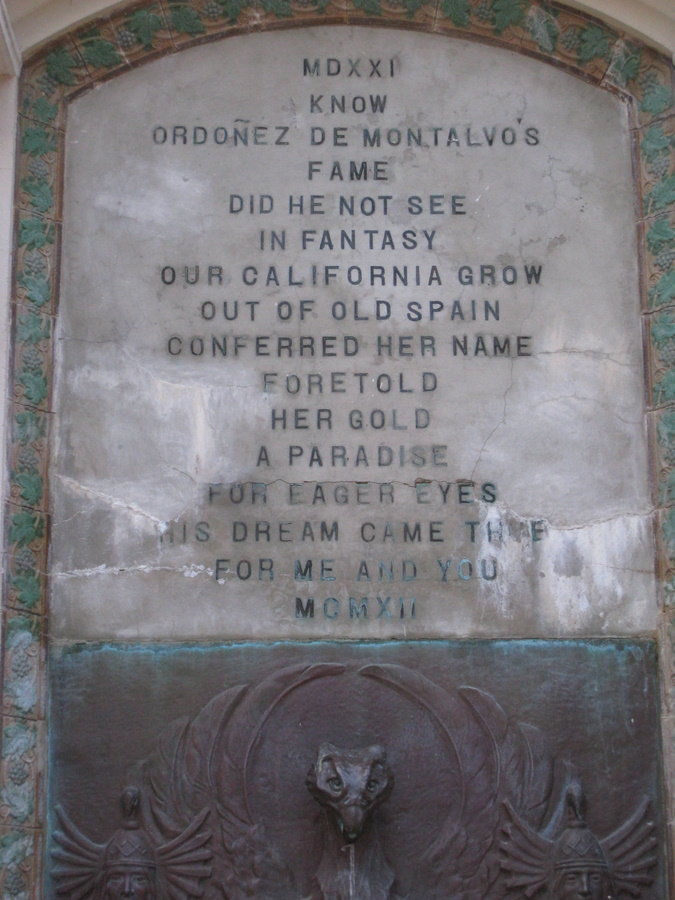 MDXXI
KNOW
ORDOÑEZ DE MONTALVO'S
FAME
DID HE NOT SEE
IN FANTASY
OUR CALIFORNIA GROW
OUT OF OLD SPAIN
CONFERRED HER NAME
FORETOLD
HER GOLD
A PARADISE
FOR EAGER EYES
HIS DREAM CAME
FOR ME AND YOU
MCMXII